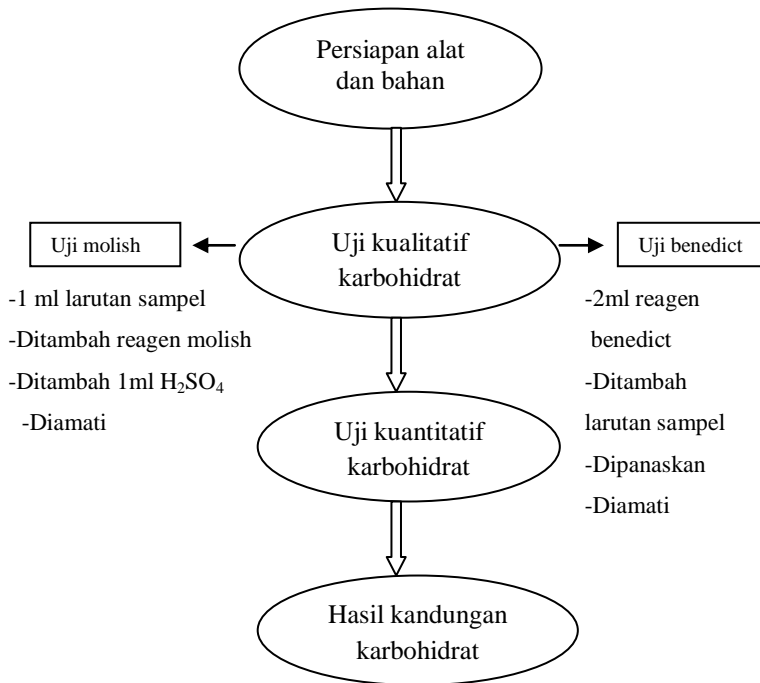 Persiapan alat
dan bahan
Uji molish
Uji kualitatif
karbohidrat
Uji benedict
-1 ml larutan sampel
-Ditambah reagen molish
-Ditambah 1ml H₂SO₄
-Diamati
-2ml reagen
benedict
-Ditambah
larutan sampel
-Dipanaskan
-Diamati
Uji kuantitatif
karbohidrat
Hasil kandungan
karbohidrat